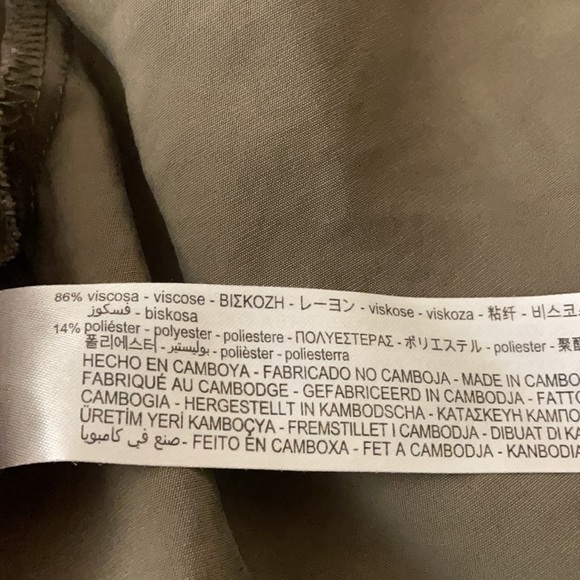 86% viscosa - viscose - ΒΙΣΚΟΖΗ - レーヨン - viskose - viskoza - 粘纤 - 비스코
فسكوز - biskosa
14% poliéster - polyester - poliestere - ΠΟΛΥΕΣΤΕΡΑΣ - ポリエステル - poliester - 聚酯
폴리에스터 - بوليستير - polièster - poliesterra
HECHO EN CAMBOYA - FABRICADO NO CAMBOJA - MADE IN CAMBO
FABRIQUÉ AU CAMBODGE - GEFABRICEERD IN CAMBODJA - FATTO
CAMBOGIA - HERGESTELLT IN KAMBODSCHA - ΚΑΤΑΣΚΕΥΗ ΚΑΜΠΟ
ÜRETİM YERİ KAMBOÇYA - FREMSTILLET I CAMBODJA - DIBUAT DI KA
صنع في كامبوديا - FEITO EN CAMBOXA - FET A CAMBODJA - KANBODIA